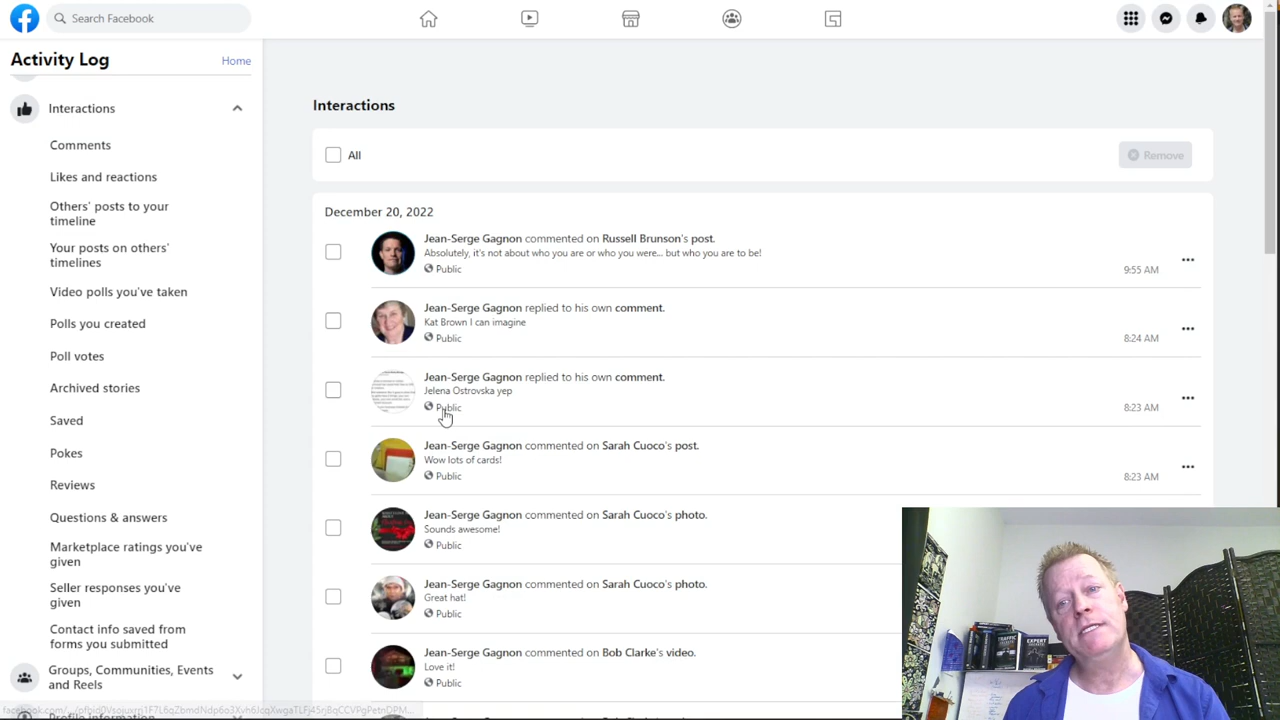 Search Facebook
Activity Log
Home
Interactions
Comments
Likes and reactions
Others' posts to your
timeline
Your posts on others'
timelines
Video polls you've taken
Polls you created
Poll votes
Archived stories
Saved
Pokes
Reviews
Questions & answers
Marketplace ratings you've
given
Seller responses you've
given
Contact info saved from
forms you submitted
Groups, Communities, Events
and Reels
Profile information
Interactions
All
Remove
December 20, 2022
Jean-Serge Gagnon commented on Russell Brunson's post.
Absolutely, it's not about who you are or who you were... but who you are to be!
Public
9:55 AM
Jean-Serge Gagnon replied to his own comment.
Kat Brown I can imagine
Public
8:24 AM
Jean-Serge Gagnon replied to his own comment.
Jelena Ostrovska yep
Public
8:23 AM
Jean-Serge Gagnon commented on Sarah Cuoco's post.
Wow lots of cards!
Public
8:23 AM
Jean-Serge Gagnon commented on Sarah Cuoco's photo.
Sounds awesome!
Public
Jean-Serge Gagnon commented on Sarah Cuoco's photo.
Great hat!
Public
Jean-Serge Gagnon commented on Bob Clarke's video.
Love it!
Public
TRAFFIC
EXPERT